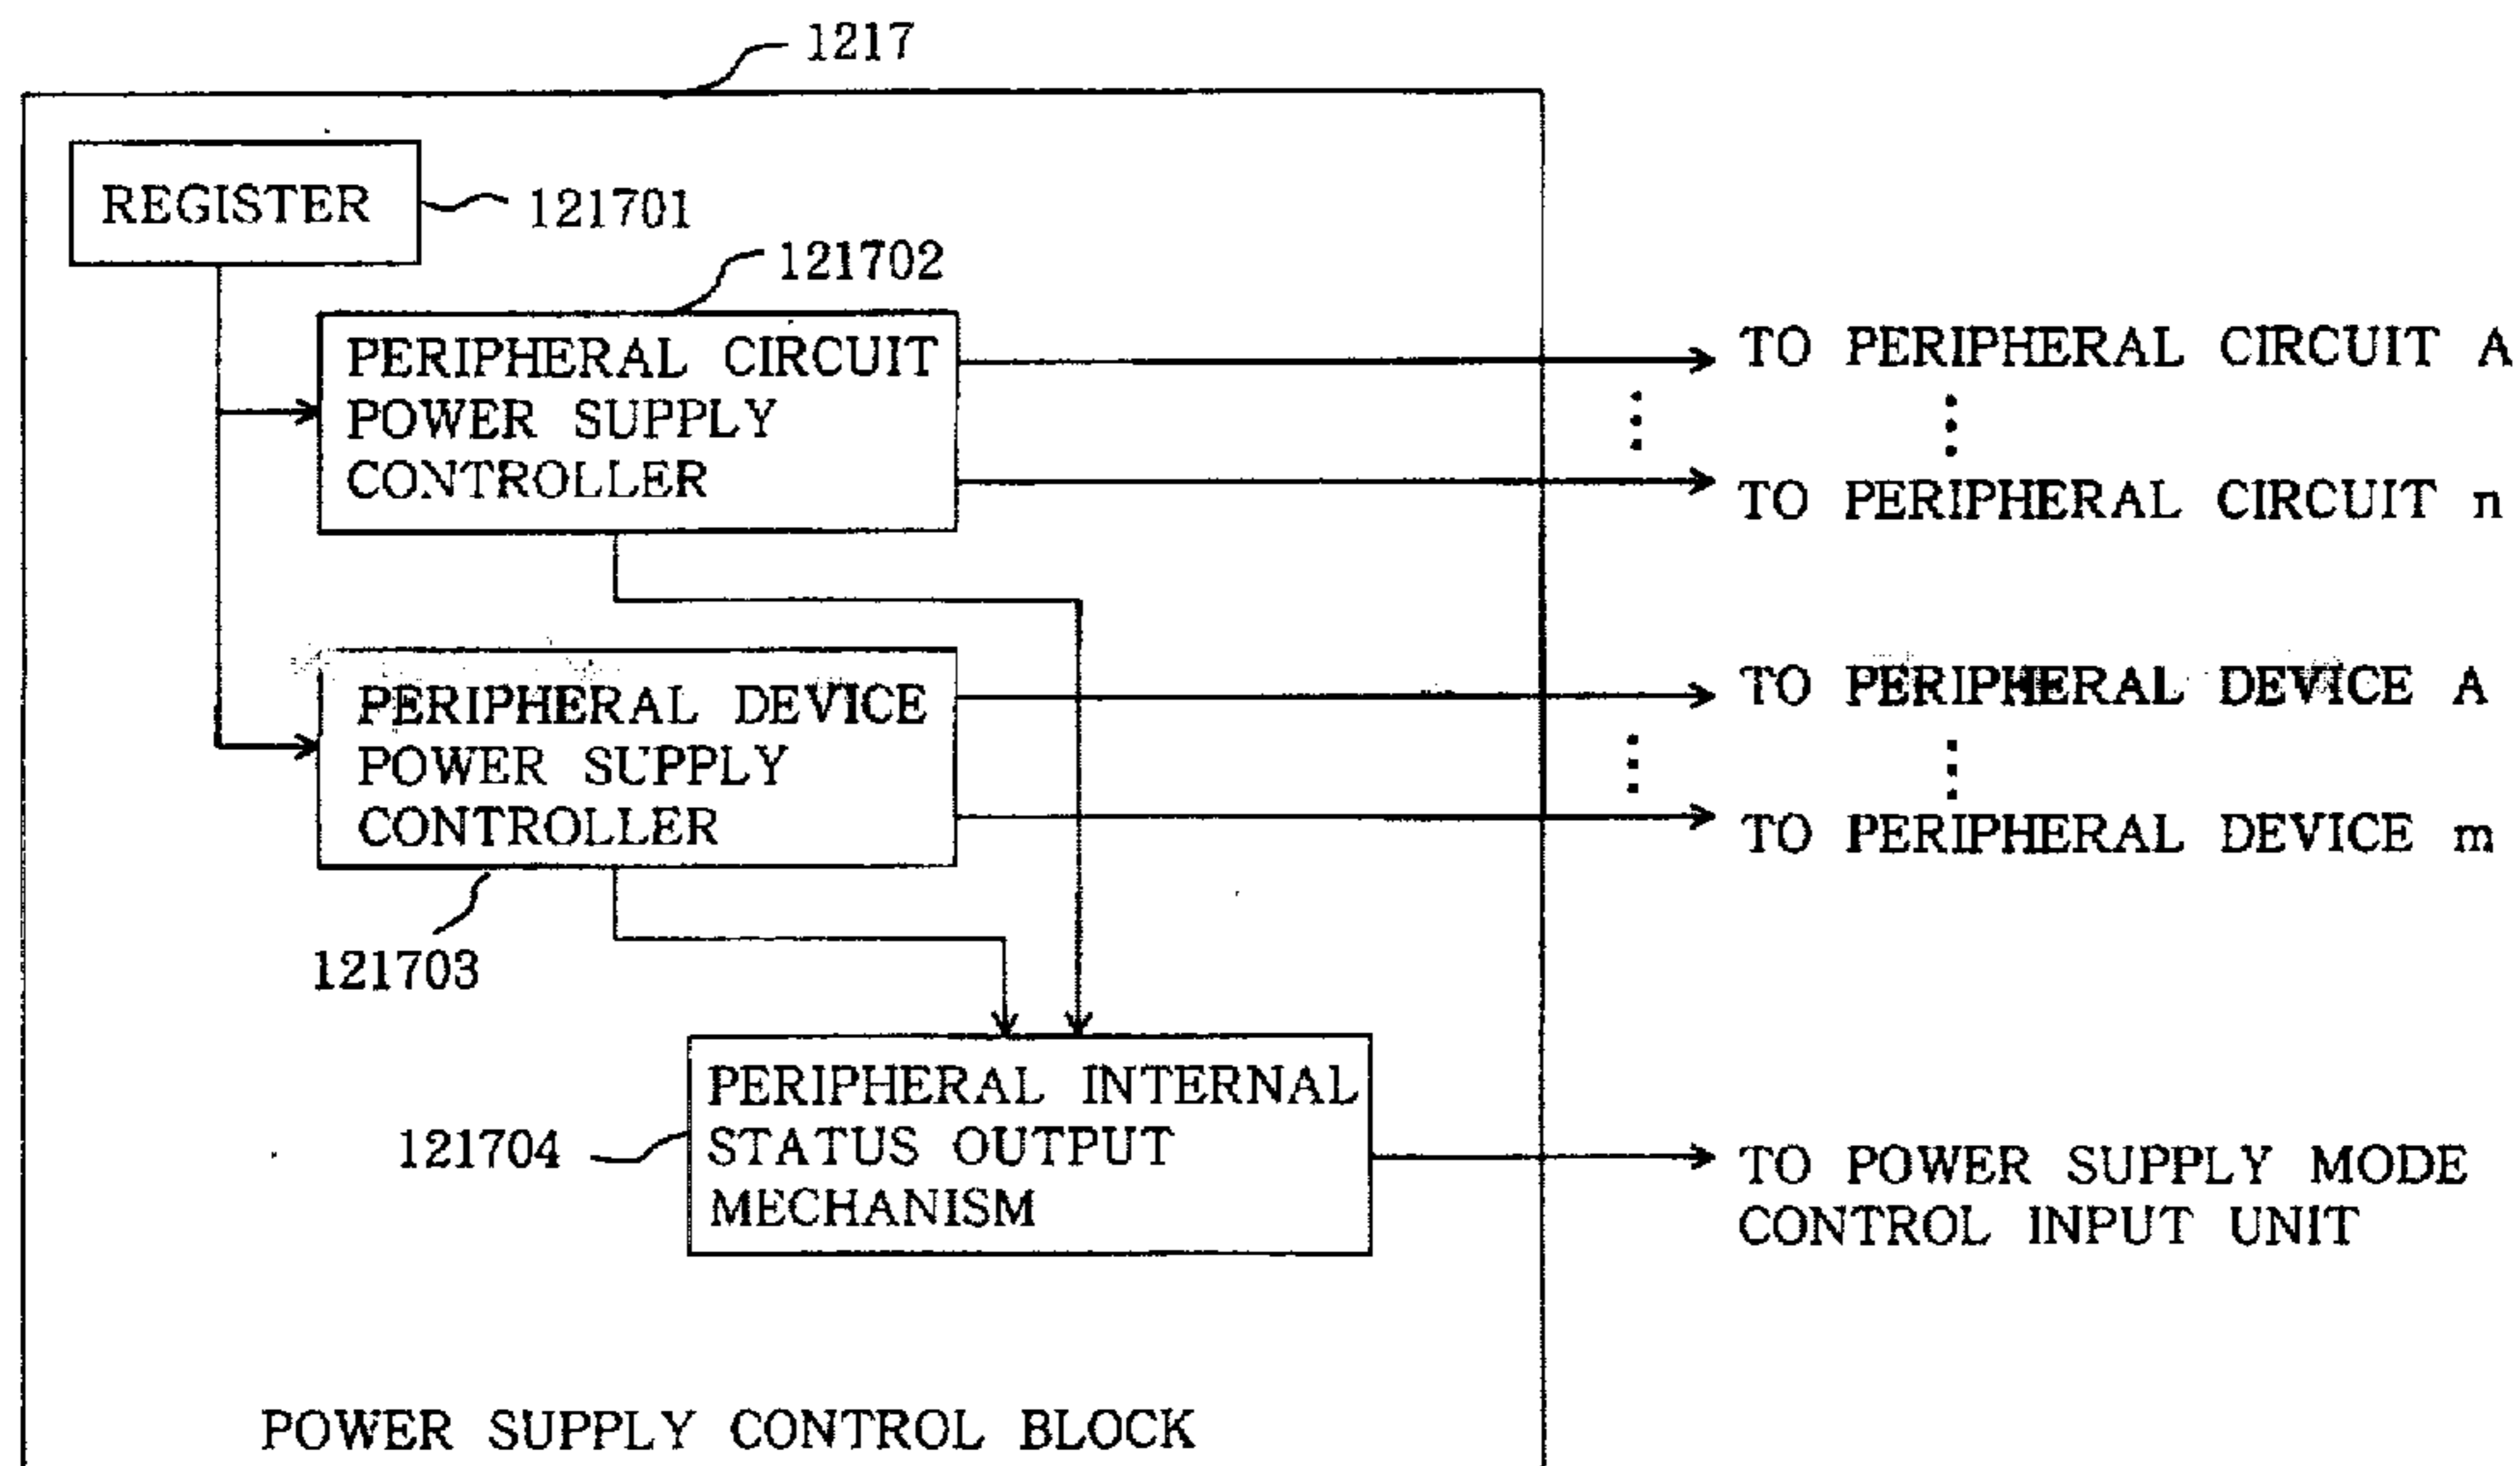 1217
REGISTER
121701
121702
PERIPHERAL CIRCUIT
POWER SUPPLY
CONTROLLER
TO PERIPHERAL CIRCUIT A
TO PERIPHERAL CIRCUIT n
PERIPHERAL DEVICE
POWER SUPPLY
CONTROLLER
TO PERIPHERAL DEVICE A
TO PERIPHERAL DEVICE m
121703
PERIPHERAL INTERNAL
STATUS OUTPUT
MECHANISM
121704
TO POWER SUPPLY MODE
CONTROL INPUT UNIT
POWER SUPPLY CONTROL BLOCK